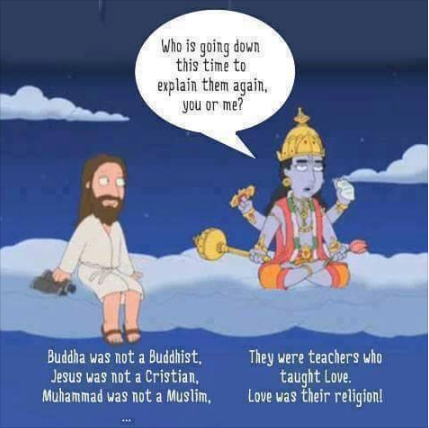 Who is going down
this time to
explain them again,
you or me?
Buddha was not a Buddhist,
Jesus was not a Cristian,
Muhammad was not a Muslim,
...
They were teachers who
taught Love.
Love was their religion!